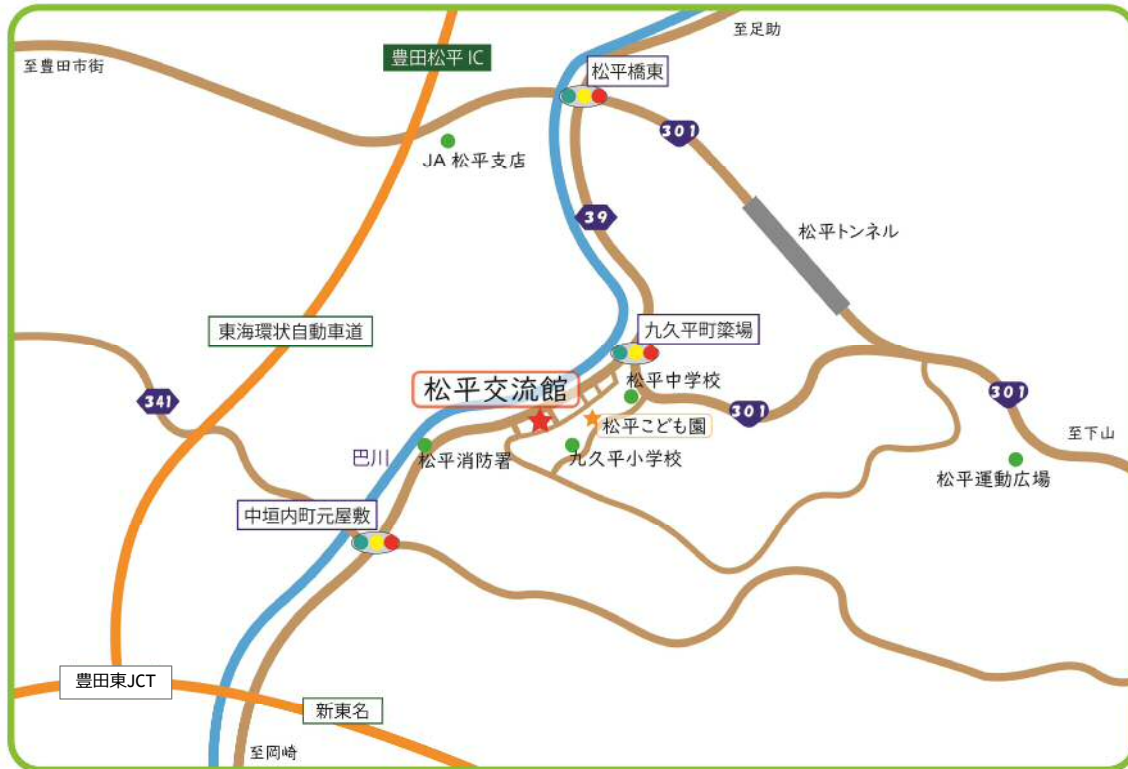 至足助
豊田松平 IC
至豊田市街
松平橋東
301
JA 松平支店
39
松平トンネル
東海環状自動車道
九久平町簗場
松平交流館
松平中学校
341
301
301
松平こども園
至下山
巴川
松平消防署
九久平小学校
松平運動広場
中垣内町元屋敷
豊田東JCT
新東名
至岡崎